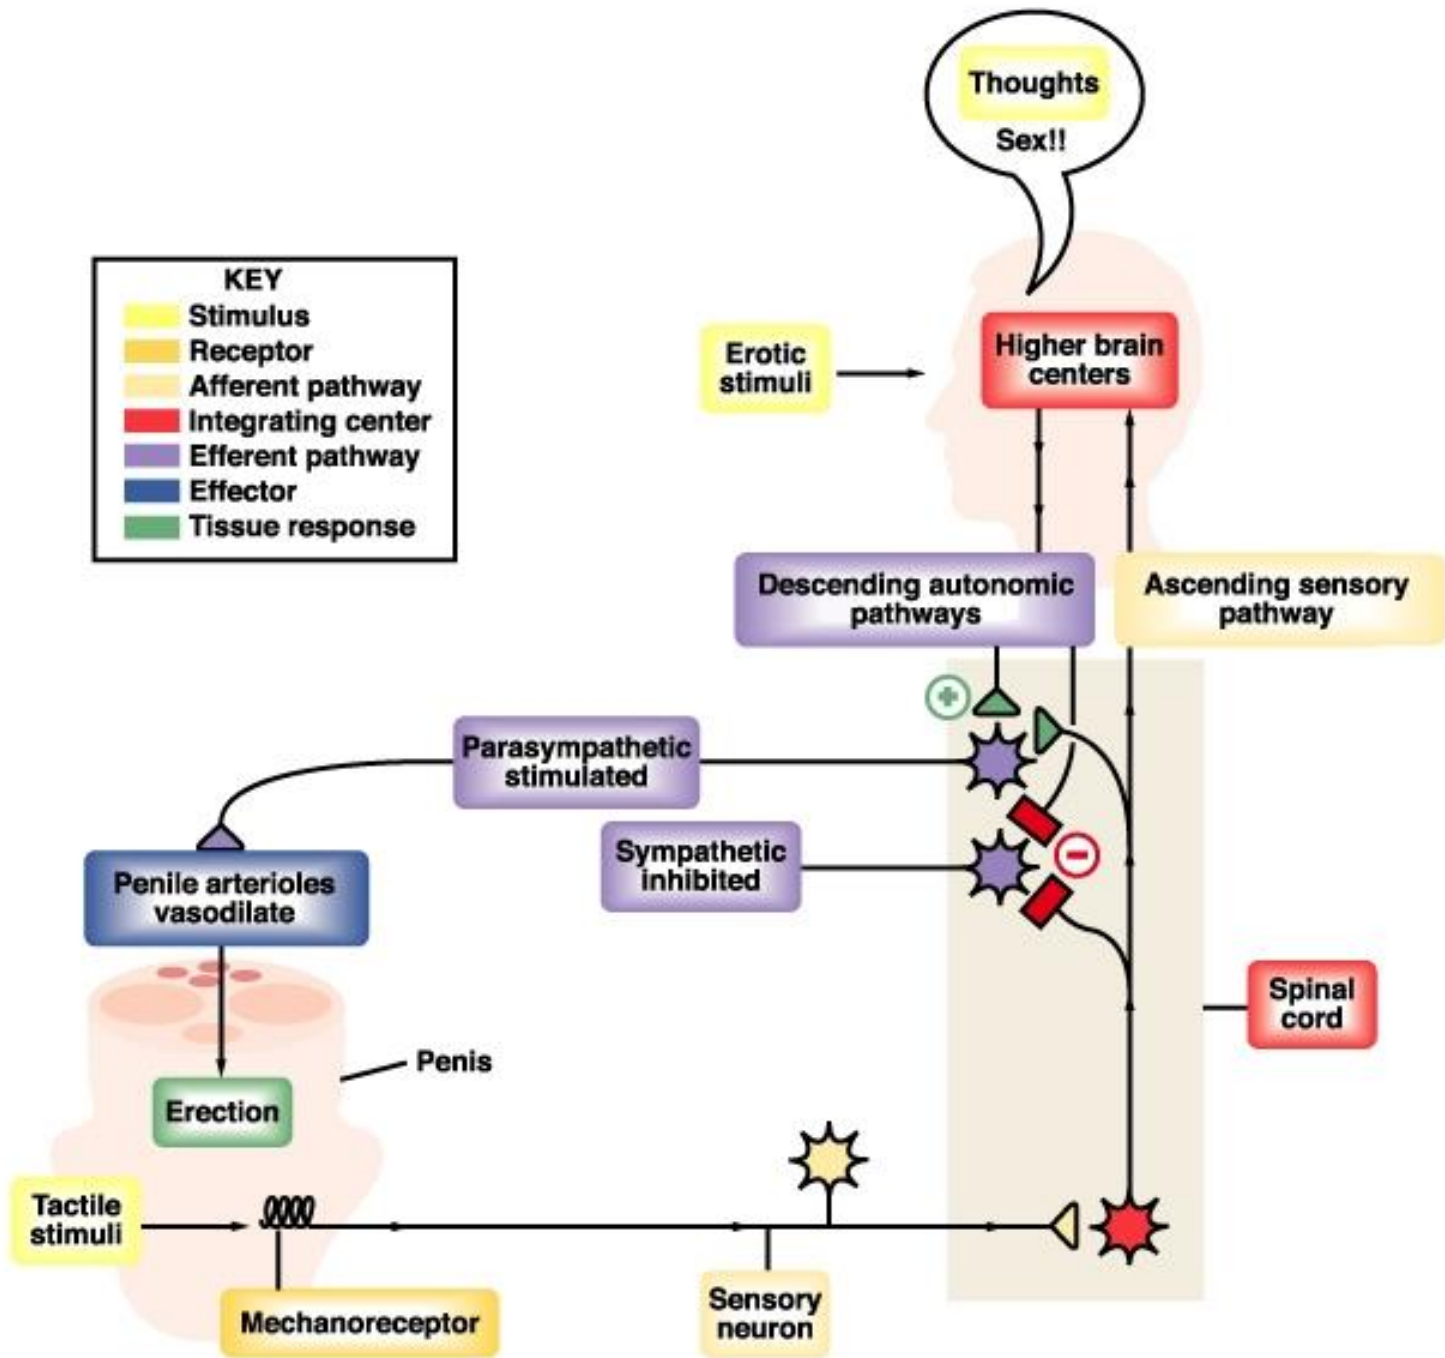 Thoughts
Sex!!
KEY
Stimulus
Receptor
Afferent pathway
Integrating center
Efferent pathway
Effector
Tissue response
Erotic
stimuli
Higher brain
centers
Descending autonomic
pathways
Ascending sensory
pathway
+
Parasympathetic
stimulated
Sympathetic
inhibited
−
Penile arterioles
vasodilate
Spinal
cord
Penis
Erection
Tactile
stimuli
Mechanoreceptor
Sensory
neuron